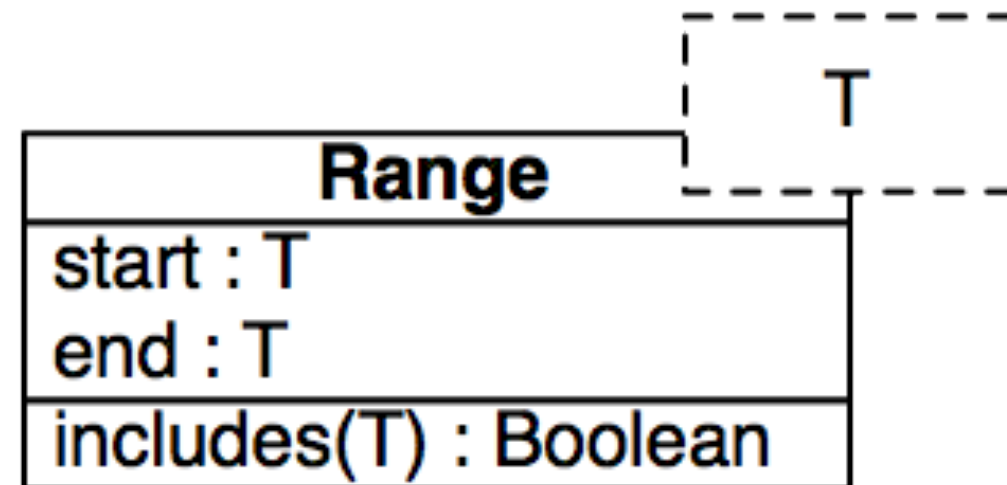 T
Range
start : T
end : T
includes(T) : Boolean